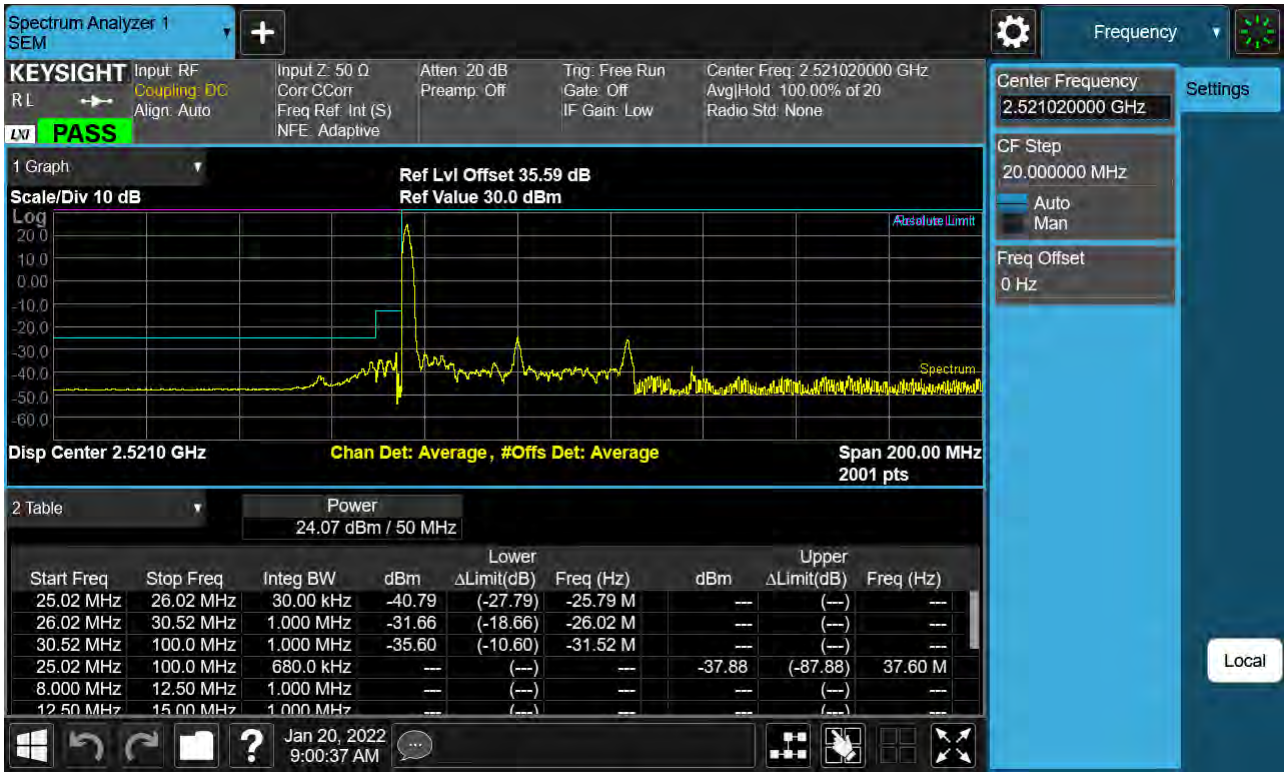 Spectrum Analyzer 1
SEM
Frequency
KEYSIGHT
RL
LXI
PASS
Input: RF
Coupling: DC
Align: Auto
Input Z: 50 Ω
Corr CCorr
Freq Ref: Int (S)
NFE: Adaptive
Atten: 20 dB
Preamp: Off
Trig: Free Run
Gate: Off
IF Gain: Low
Center Freq: 2.521020000 GHz
Avg|Hold: 100.00% of 20
Radio Std: None
Center Frequency
2.521020000 GHz
Settings
CF Step
20.000000 MHz
Auto
Man
Freq Offset
0 Hz
1 Graph
Scale/Div 10 dB
Ref Lvl Offset 35.59 dB
Ref Value 30.0 dBm
Log
20.0
10.0
0.00
-10.0
-20.0
-30.0
-40.0
-50.0
-60.0
Absolute Limit
Spectrum
Disp Center 2.5210 GHz
Chan Det: Average, #Offs Det: Average
Span 200.00 MHz
2001 pts
2 Table
Power
24.07 dBm / 50 MHz
Lower Upper
Start Freq Stop Freq Integ BW dBm ΔLimit(dB) Freq (Hz) dBm ΔLimit(dB) Freq (Hz)
25.02 MHz 26.02 MHz 30.00 kHz -40.79 (-27.79) -25.79 M --- (---) ---
26.02 MHz 30.52 MHz 1.000 MHz -31.66 (-18.66) -26.02 M --- (---) ---
30.52 MHz 100.0 MHz 1.000 MHz -35.60 (-10.60) -31.52 M --- (---) ---
25.02 MHz 100.0 MHz 680.0 kHz --- (---) --- -37.88 (-87.88) 37.60 M
8.000 MHz 12.50 MHz 1.000 MHz --- (---) --- --- (---) ---
12.50 MHz 15.00 MHz 1.000 MHz --- (---) --- --- (---) ---
Local
Jan 20, 2022
9:00:37 AM